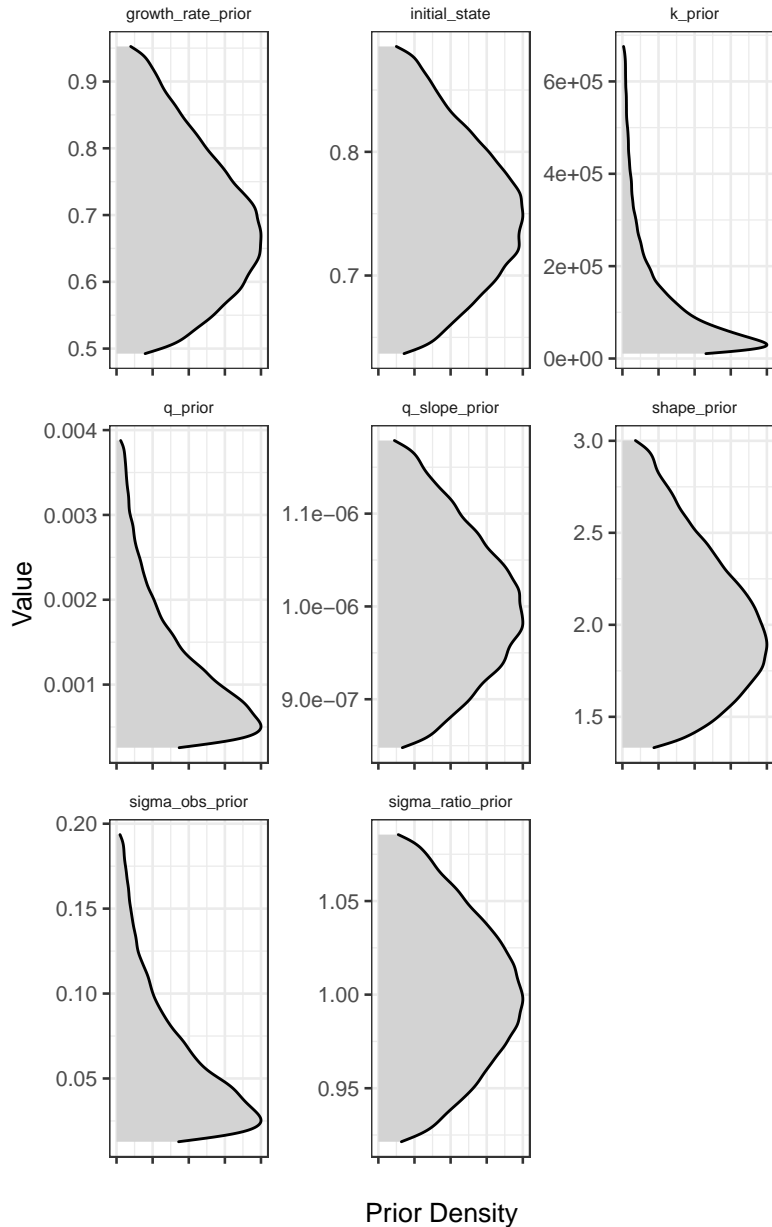 growth_rate_prior
initial_state
k_prior
0.9
0.8
0.7
0.6
0.5
0.8
0.7
6e+05
4e+05
2e+05
0e+00
q_prior
q_slope_prior
shape_prior
0.004
0.003
0.002
0.001
1.1e-06
1.0e-06
9.0e-07
3.0
2.5
2.0
1.5
Value
sigma_obs_prior
sigma_ratio_prior
0.20
0.15
0.10
0.05
1.05
1.00
0.95
Prior Density